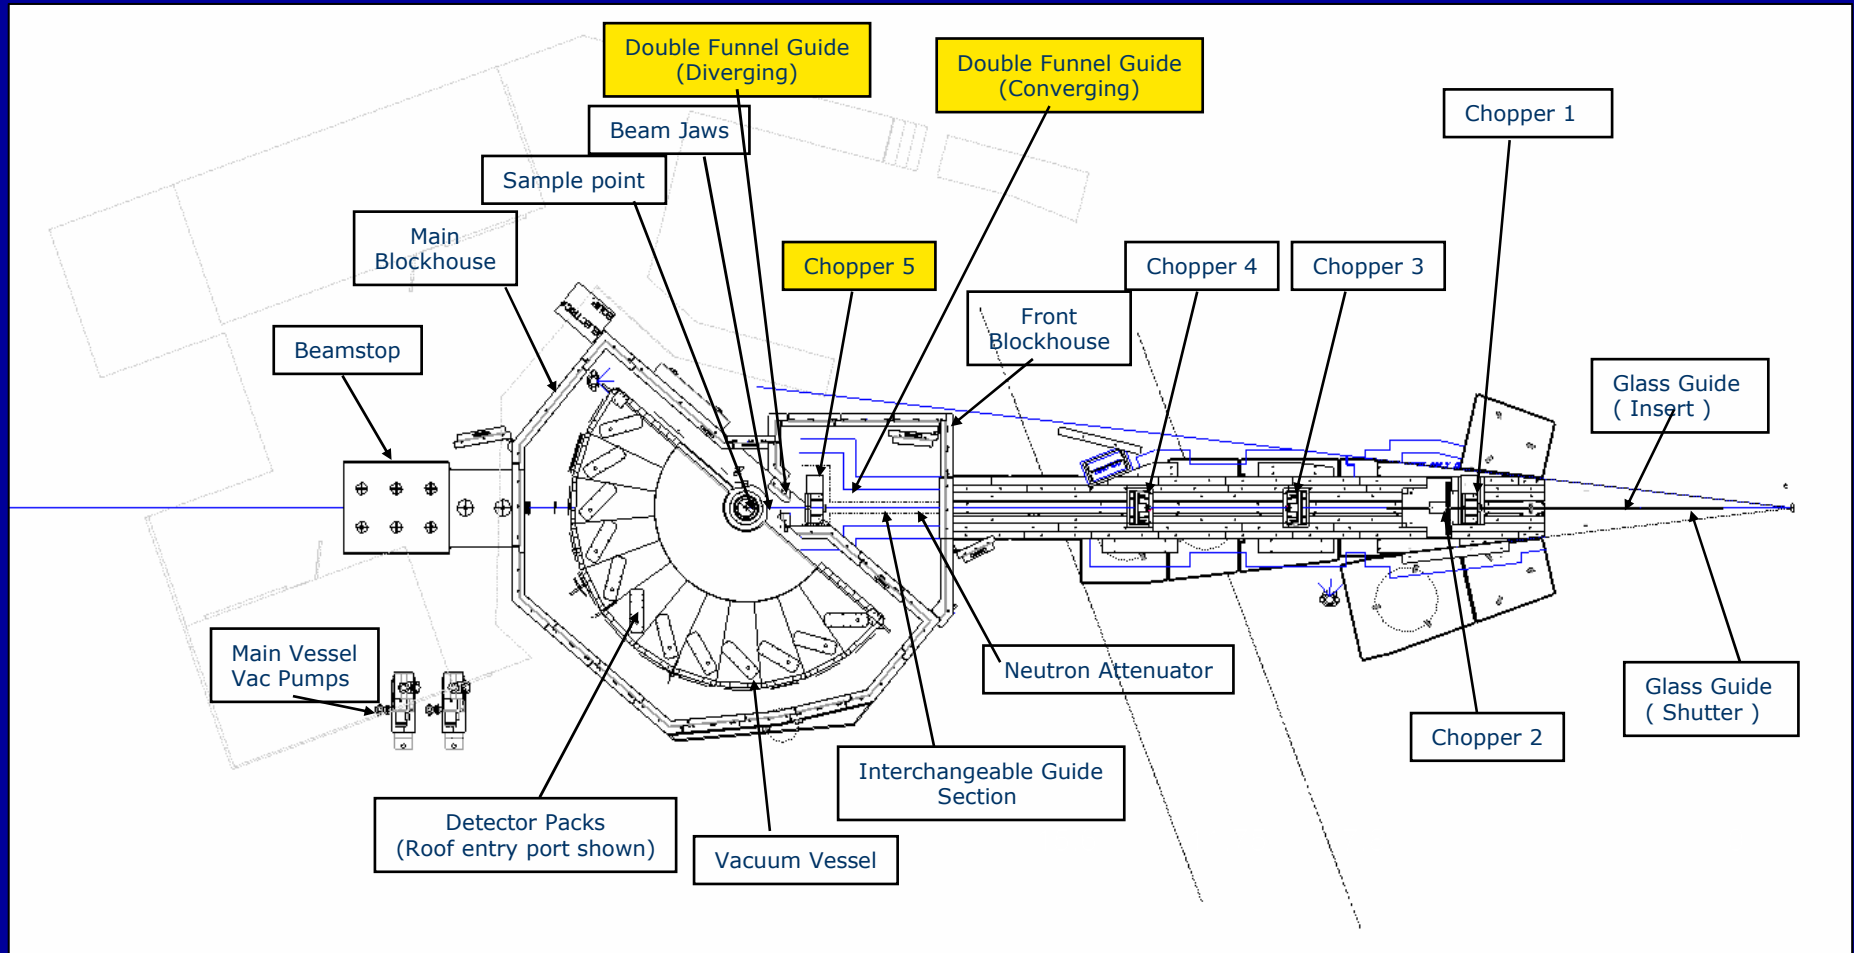 Double Funnel Guide
(Diverging)
Double Funnel Guide
(Converging)
Chopper 1
Beam Jaws
Sample point
Main
Blockhouse
Chopper 5
Chopper 4
Chopper 3
Front
Blockhouse
Beamstop
Glass Guide
( Insert )
Main Vessel
Vac Pumps
Neutron Attenuator
Glass Guide
( Shutter )
Chopper 2
Interchangeable Guide
Section
Detector Packs
(Roof entry port shown)
Vacuum Vessel